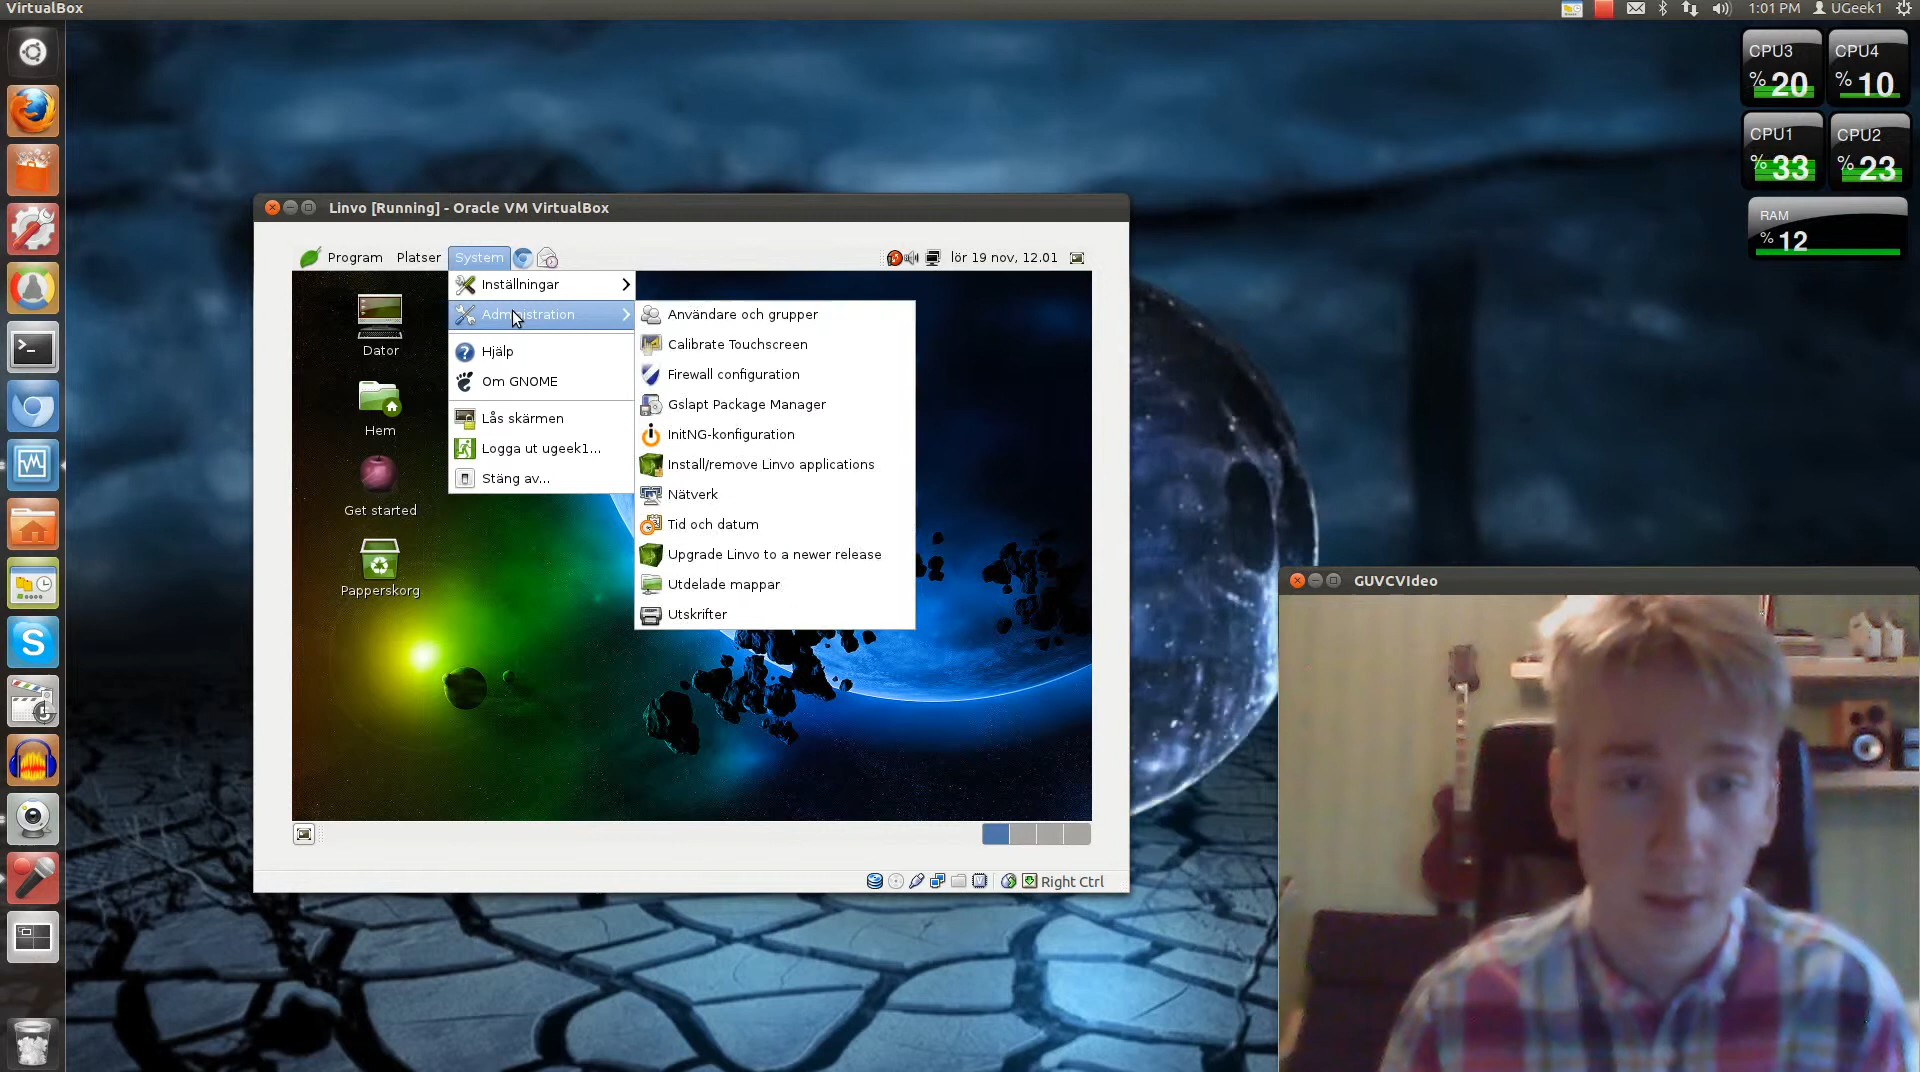 VirtualBox
1:01 PM
UGeek1
CPU3
% 20
CPU4
% 10
CPU1
% 33
CPU2
% 23
RAM
% 12
Linvo [Running] - Oracle VM VirtualBox
Program
Platser
System
lör 19 nov, 12.01
Inställningar
Administration
Hjälp
Om GNOME
Lås skärmen
Logga ut ugeek1...
Stäng av...
Användare och grupper
Calibrate Touchscreen
Firewall configuration
Gslapt Package Manager
InitNG-konfiguration
Install/remove Linvo applications
Nätverk
Tid och datum
Upgrade Linvo to a newer release
Utdelade mappar
Utskrifter
Dator
Hem
Get started
Papperskorg
Right Ctrl
GUVCVIdeo